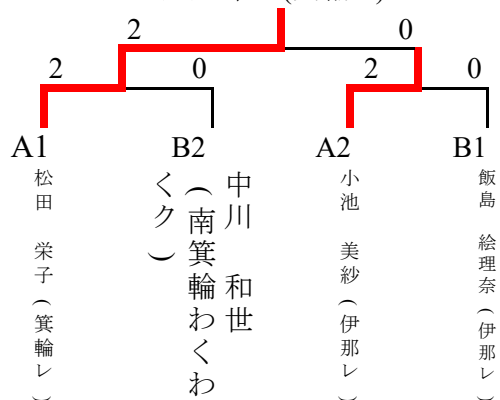 2 0
2 0 2 0
A1 B2 A2 B1
松田 栄子(箕輪レ)
中川 和世
(南箕輪わくわ
くク)
小池 美紗(伊那レ)
飯島 絵理奈(伊那レ)